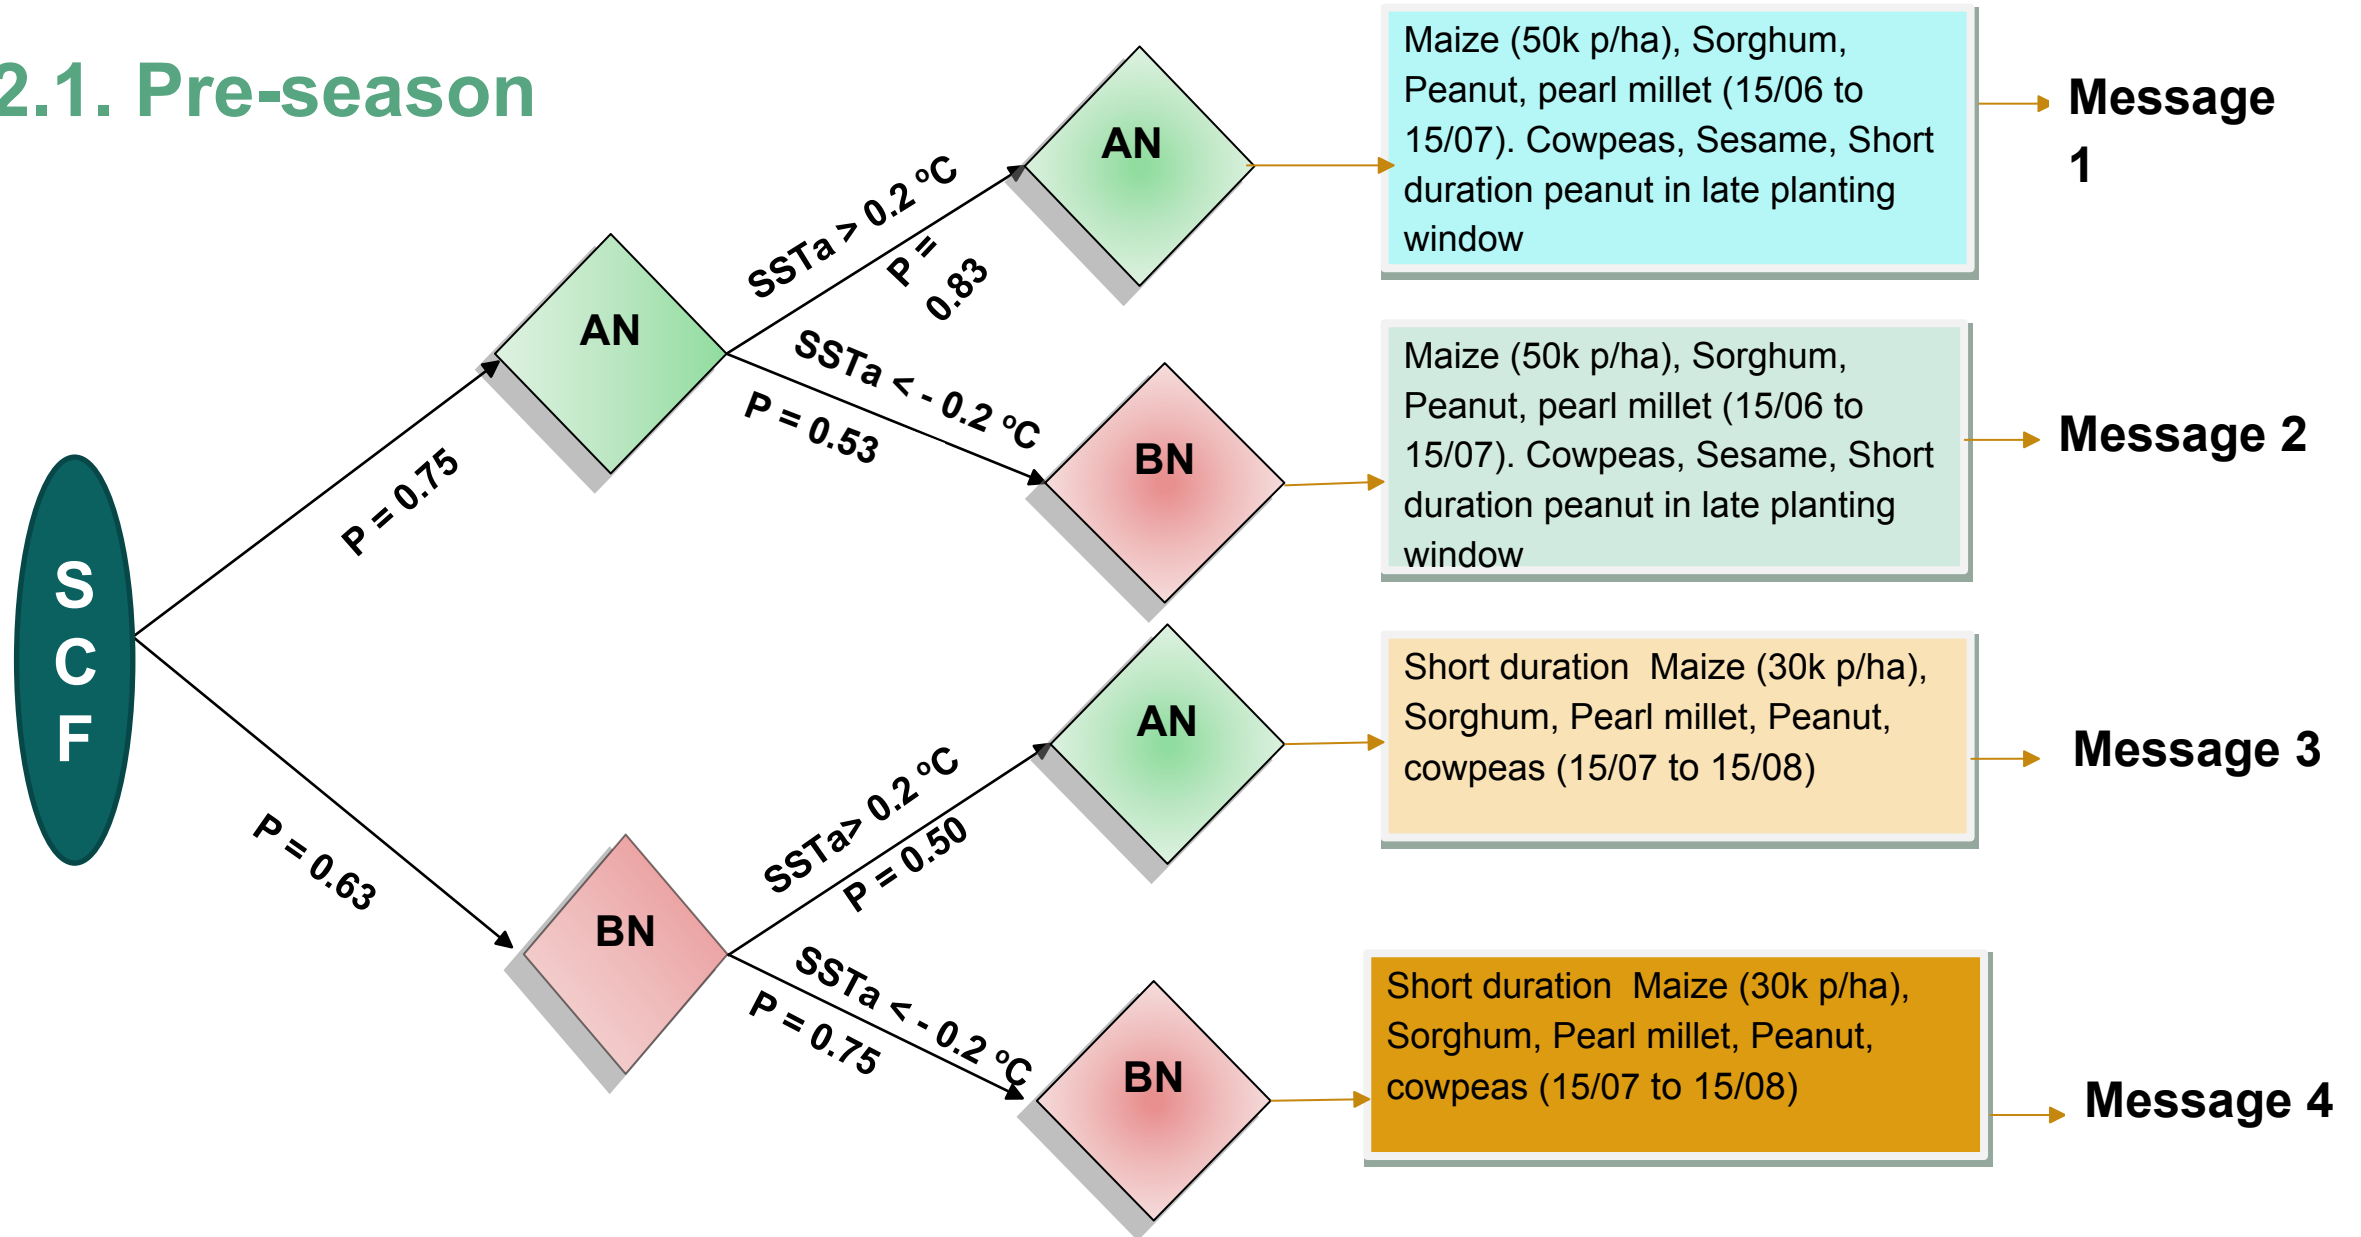 2.1. Pre-season
S
C
F
P = 0.75
P = 0.63
AN
BN
SSTa > 0.2 ºC
P =
0.83
SSTa < - 0.2 ºC
P = 0.53
SSTa> 0.2 ºC
P = 0.50
SSTa < - 0.2 ºC
P = 0.75
AN
BN
AN
BN
Maize (50k p/ha), Sorghum,
Peanut, pearl millet (15/06 to
15/07). Cowpeas, Sesame, Short
duration peanut in late planting
window
Message
1
Maize (50k p/ha), Sorghum,
Peanut, pearl millet (15/06 to
15/07). Cowpeas, Sesame, Short
duration peanut in late planting
window
Message 2
Short duration  Maize (30k p/ha),
Sorghum, Pearl millet, Peanut,
cowpeas (15/07 to 15/08)
Message 3
Short duration  Maize (30k p/ha),
Sorghum, Pearl millet, Peanut,
cowpeas (15/07 to 15/08)
Message 4